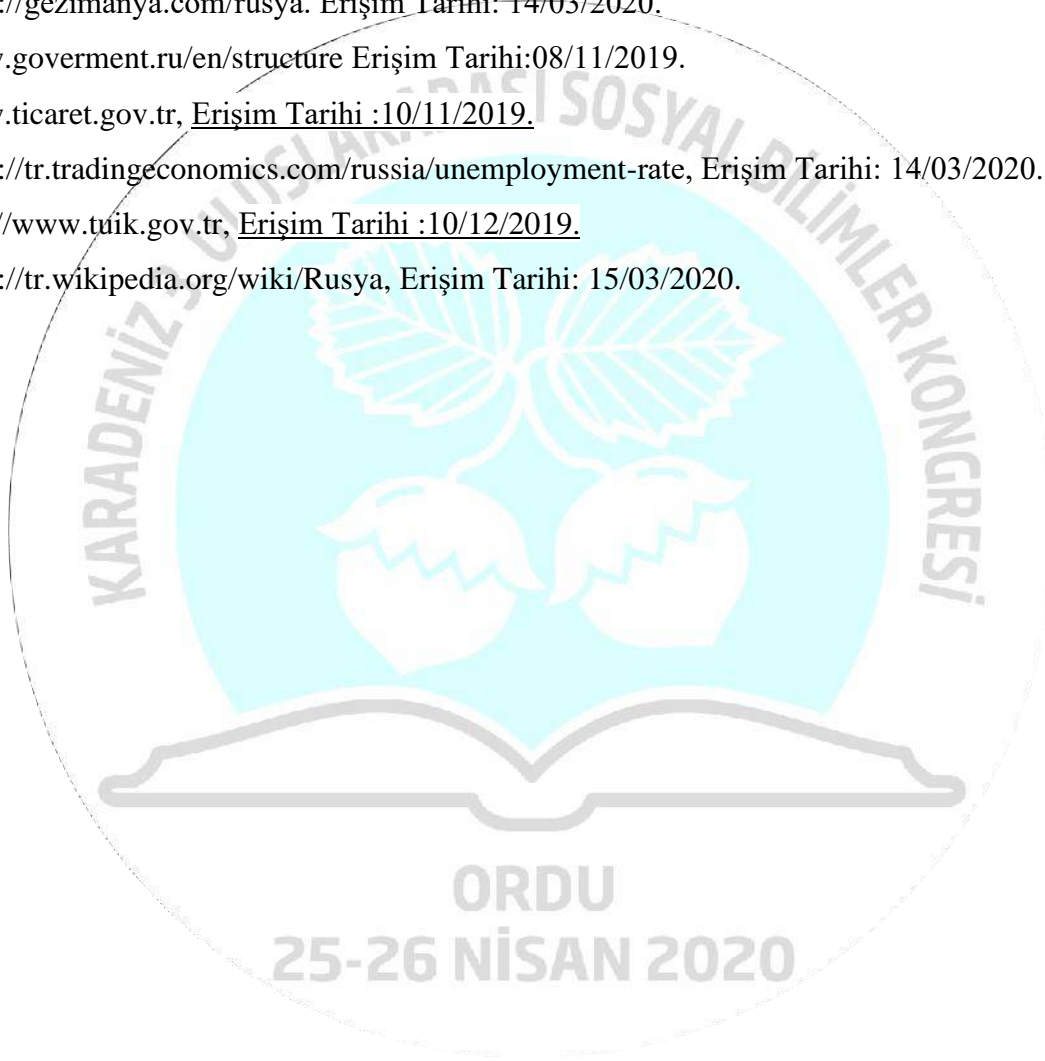 ://gezimanya.com/rusya. Erişim Tarihi: 14/03/2020.
.goverment.ru/en/structure Erişim Tarihi:08/11/2019.
.ticaret.gov.tr, Erişim Tarihi :10/11/2019.
://tr.tradingeconomics.com/russia/unemployment-rate, Erişim Tarihi: 14/03/2020.
//www.tuik.gov.tr, Erişim Tarihi :10/12/2019.
://tr.wikipedia.org/wiki/Rusya, Erişim Tarihi: 15/03/2020.
KARADENİZ 3. ULUSLARARASI SOSYAL BİLİMLER KONGRESİ
ORDU
25-26 NİSAN 2020